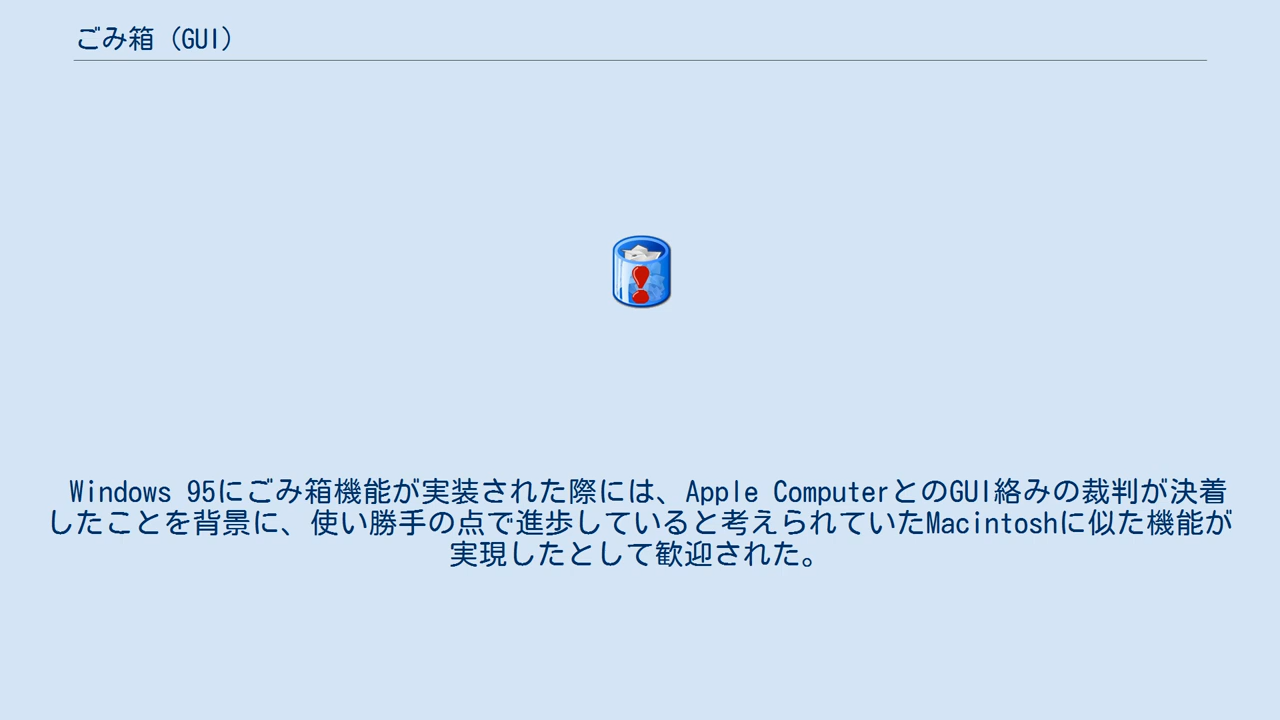 ごみ箱（GUI）
Windows 95にごみ箱機能が実装された際には、Apple ComputerとのGUI絡みの裁判が決着
したことを背景に、使い勝手の点で進歩していると考えられていたMacintoshに似た機能が
実現したとして歓迎された。